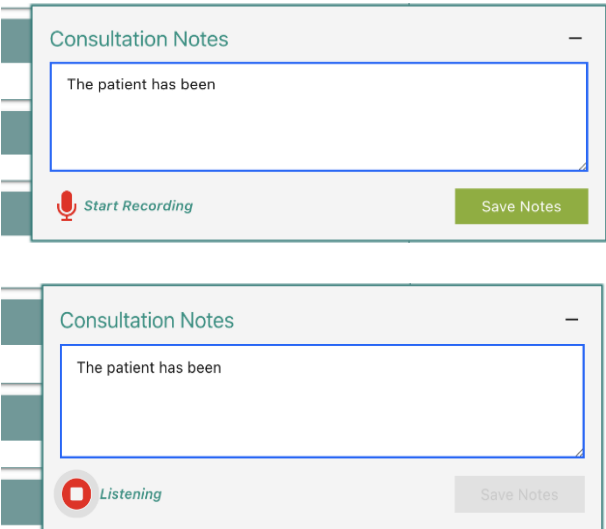 Consultation Notes
The patient has been
Start Recording
Save Notes
Consultation Notes
The patient has been
Listening
Save Notes